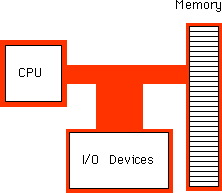 Memory
CPU
I/O Devices